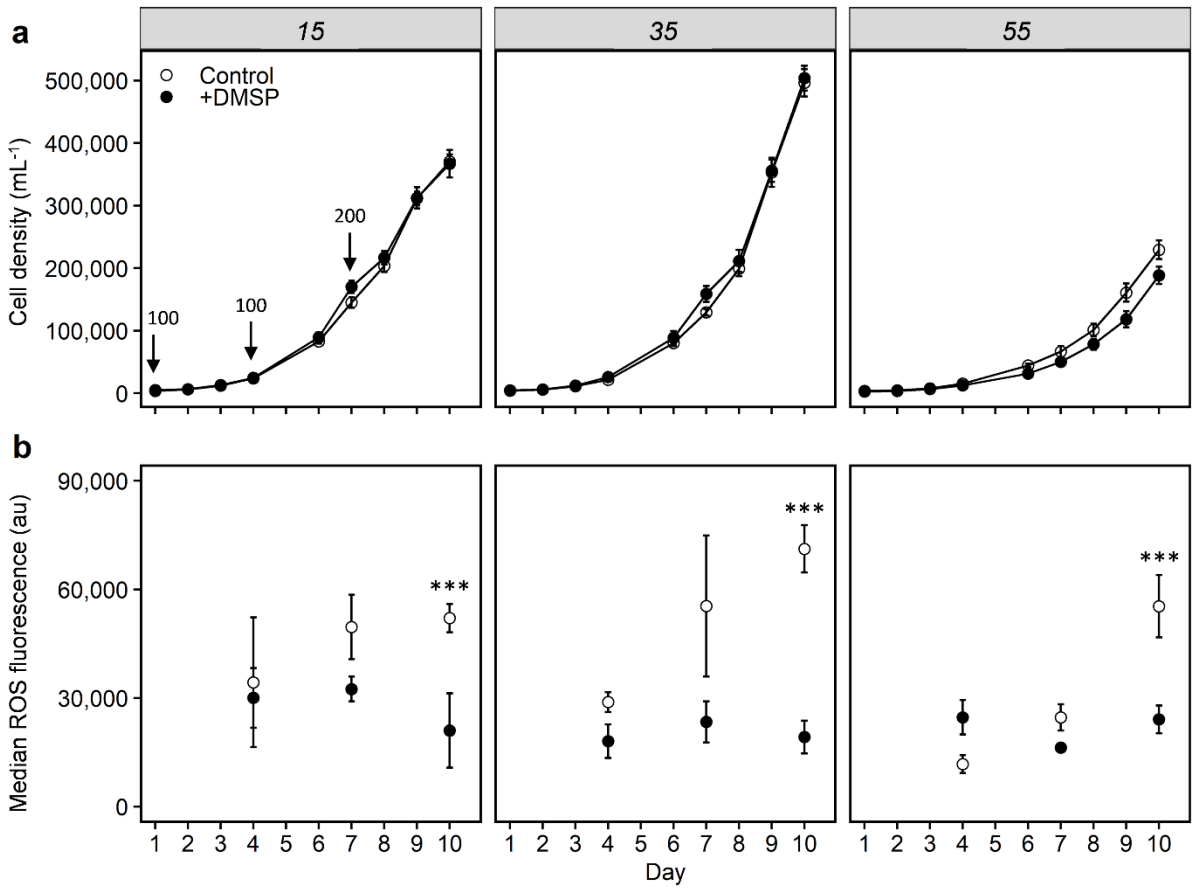 a
15 35 55
Control
+DMSP
500,000
400,000
300,000
200,000
100,000
0
Cell density (mL⁻¹)
100
100
200
b
90,000
60,000
30,000
0
Median ROS fluorescence (au)
***
***
***
1 2 3 4 5 6 7 8 9 10 1 2 3 4 5 6 7 8 9 10 1 2 3 4 5 6 7 8 9 10
Day